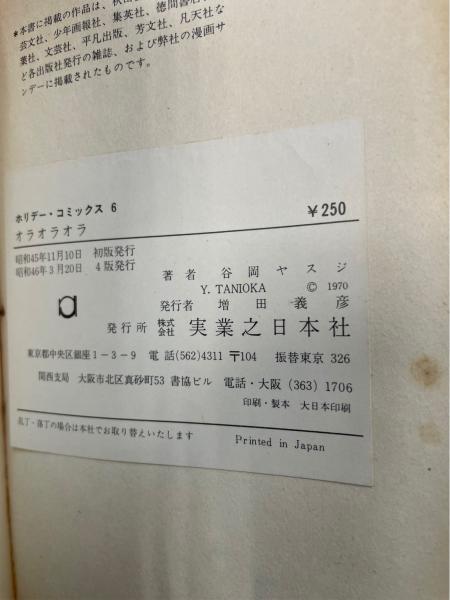 *本書に掲載の作品は、秋田
芸文社、少年画報社、集英社、徳間書店
葉社、文芸社、平凡出版、芳文社、凡天社な
ど各出版社発行の雑誌、および弊社の漫画サ
ンデーに掲載されたものです。
ホリデー・コミックス 6
オラオラオラ
¥250
昭和45年11月10日 初版発行
昭和46年3月20日 4版発行
著者 谷岡ヤスジ
Y. TANIOKA © 1970
発行者 増田義彦
発行所 株式会社 実業之日本社
東京都中央区銀座1-3-9 電話(562)4311 〒104 振替東京 326
関西支局 大阪市北区真砂町53 書協ビル 電話・大阪(363)1706
印刷・製本 大日本印刷
乱丁・落丁の場合は本社でお取り替えいたします
Printed in Japan